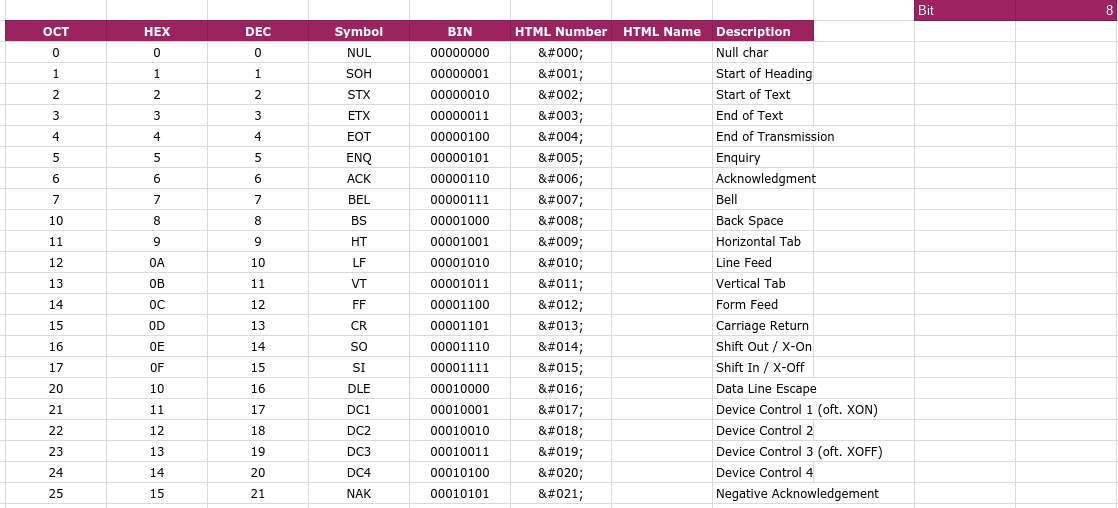 Bit 8
OCT HEX DEC Symbol BIN HTML Number HTML Name Description
0 0 0 NUL 00000000 &#000; Null char
1 1 1 SOH 00000001 &#001; Start of Heading
2 2 2 STX 00000010 &#002; Start of Text
3 3 3 ETX 00000011 &#003; End of Text
4 4 4 EOT 00000100 &#004; End of Transmission
5 5 5 ENQ 00000101 &#005; Enquiry
6 6 6 ACK 00000110 &#006; Acknowledgment
7 7 7 BEL 00000111 &#007; Bell
10 8 8 BS 00001000 &#008; Back Space
11 9 9 HT 00001001 &#009; Horizontal Tab
12 0A 10 LF 00001010 &#010; Line Feed
13 0B 11 VT 00001011 &#011; Vertical Tab
14 0C 12 FF 00001100 &#012; Form Feed
15 0D 13 CR 00001101 &#013; Carriage Return
16 0E 14 SO 00001110 &#014; Shift Out / X-On
17 0F 15 SI 00001111 &#015; Shift In / X-Off
20 10 16 DLE 00010000 &#016; Data Line Escape
21 11 17 DC1 00010001 &#017; Device Control 1 (oft. XON)
22 12 18 DC2 00010010 &#018; Device Control 2
23 13 19 DC3 00010011 &#019; Device Control 3 (oft. XOFF)
24 14 20 DC4 00010100 &#020; Device Control 4
25 15 21 NAK 00010101 &#021; Negative Acknowledgement